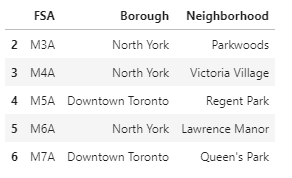 FSA Borough Neighborhood
2 M3A North York Parkwoods
3 M4A North York Victoria Village
4 M5A Downtown Toronto Regent Park
5 M6A North York Lawrence Manor
6 M7A Downtown Toronto Queen's Park